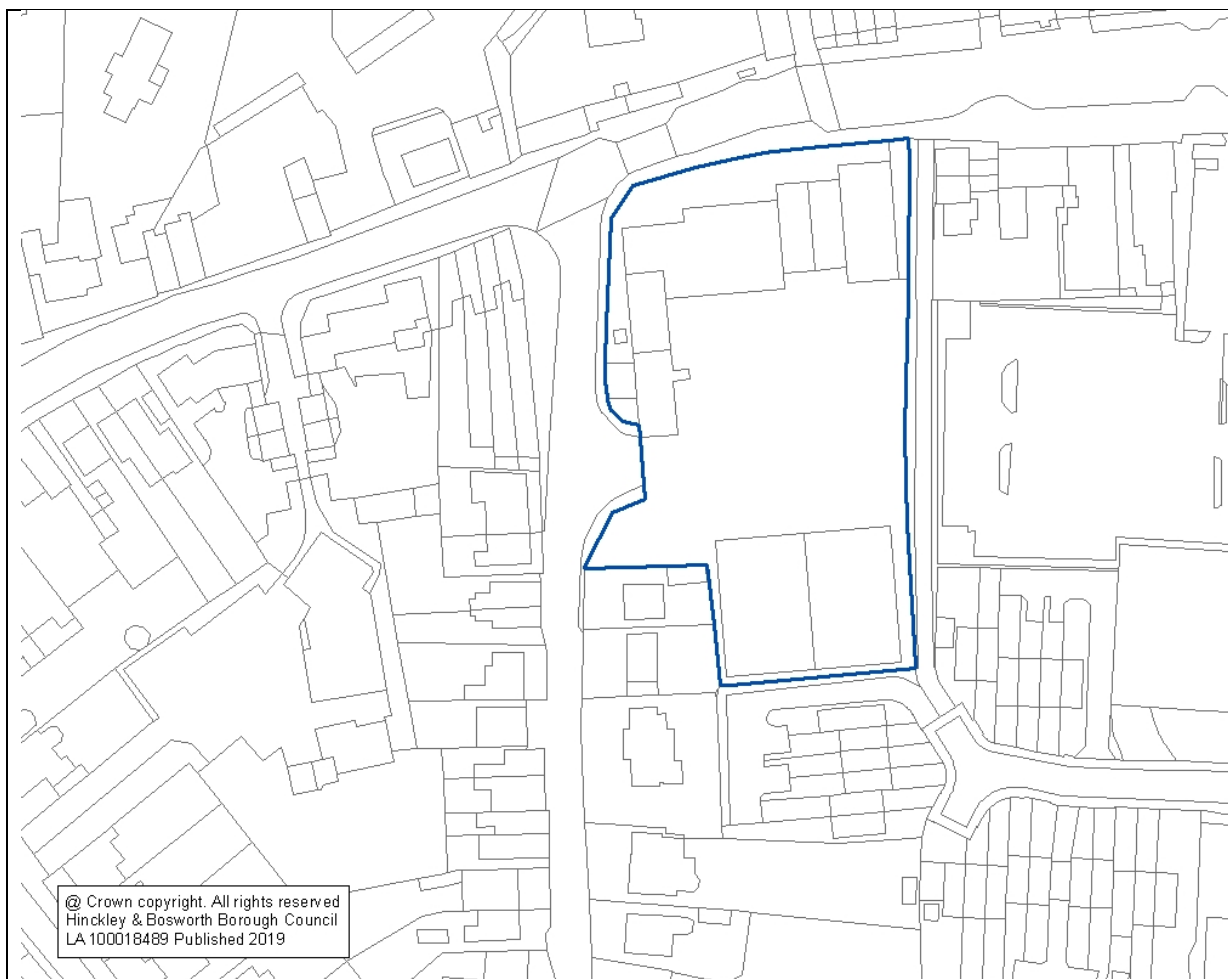 @ Crown copyright. All rights reserved
Hinckley & Bosworth Borough Council
LA 100018489 Published 2019